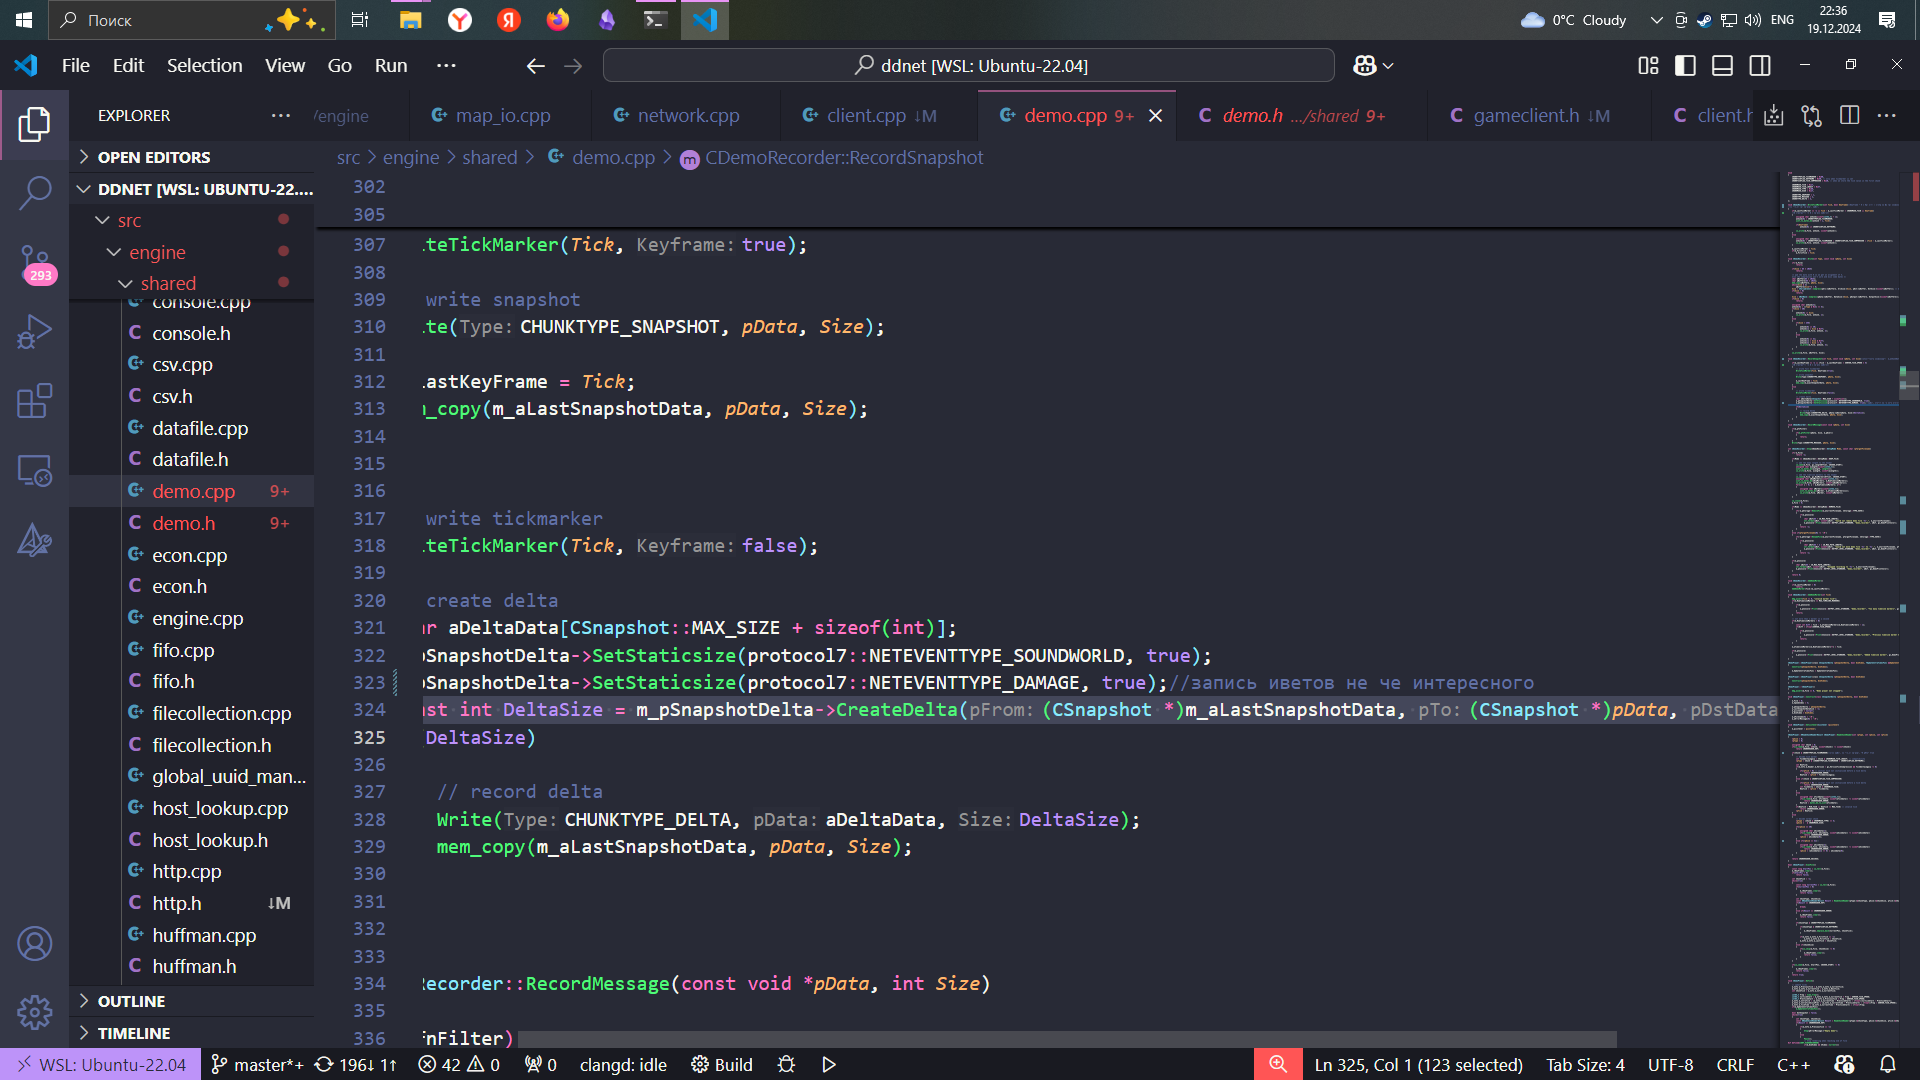 Поиск
0°C Cloudy
ENG
22:36
19.12.2024
File Edit Selection View Go Run ···
ddnet [WSL: Ubuntu-22.04]
EXPLORER ···
/engine
map_io.cpp
network.cpp
client.cpp ↓M
demo.cpp 9+
demo.h .../shared 9+
gameclient.h ↓M
client.h
OPEN EDITORS
DDNET [WSL: UBUNTU-22....
src
engine
shared
console.cpp
console.h
csv.cpp
csv.h
datafile.cpp
datafile.h
demo.cpp 9+
demo.h 9+
econ.cpp
econ.h
engine.cpp
fifo.cpp
fifo.h
filecollection.cpp
filecollection.h
global_uuid_man...
host_lookup.cpp
host_lookup.h
http.cpp
http.h ↓M
huffman.cpp
huffman.h
OUTLINE
TIMELINE
293
src > engine > shared > demo.cpp > CDemoRecorder::RecordSnapshot
302
305
307 teTickMarker(Tick, Keyframe: true);
308
309 write snapshot
310 te(Type: CHUNKTYPE_SNAPSHOT, pData, Size);
311
312 LastKeyFrame = Tick;
313 m_copy(m_aLastSnapshotData, pData, Size);
314
315
316
317 write tickmarker
318 teTickMarker(Tick, Keyframe: false);
319
320 create delta
321 ar aDeltaData[CSnapshot::MAX_SIZE + sizeof(int)];
322 pSnapshotDelta->SetStaticsize(protocol7::NETEVENTTYPE_SOUNDWORLD, true);
323 pSnapshotDelta->SetStaticsize(protocol7::NETEVENTTYPE_DAMAGE, true);//запись иветов не че интересного
324 nst int DeltaSize = m_pSnapshotDelta->CreateDelta(pFrom: (CSnapshot *)m_aLastSnapshotData, pTo: (CSnapshot *)pData, pDstData
325 (DeltaSize)
326
327 // record delta
328 Write(Type: CHUNKTYPE_DELTA, pData: aDeltaData, Size: DeltaSize);
329 mem_copy(m_aLastSnapshotData, pData, Size);
330
331
332
333
334 Recorder::RecordMessage(const void *pData, int Size)
335
336 fnFilter)
WSL: Ubuntu-22.04 master*+ 196↓ 1↑ 42 0 0 clangd: idle Build
Ln 325, Col 1 (123 selected) Tab Size: 4 UTF-8 CRLF C++